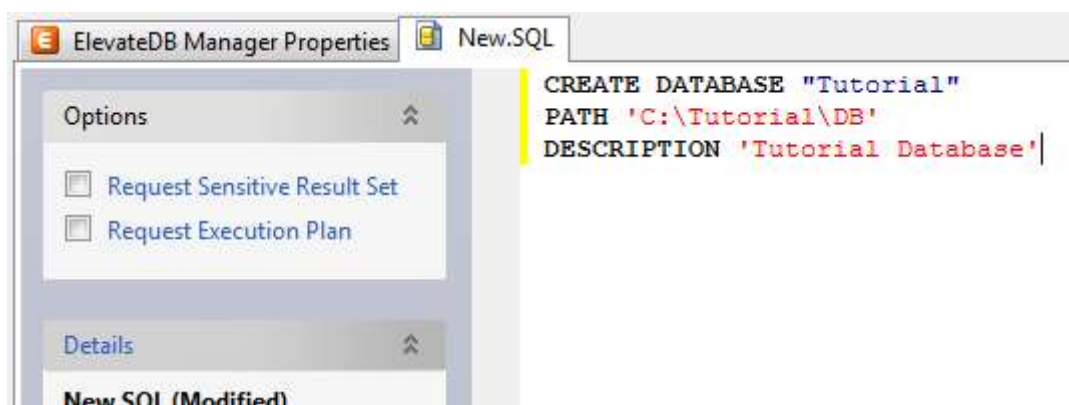 ElevateDB Manager Properties
New.SQL
Options
Request Sensitive Result Set
Request Execution Plan
Details
New SQL (Modified)
CREATE DATABASE "Tutorial"
PATH 'C:\Tutorial\DB'
DESCRIPTION 'Tutorial Database'